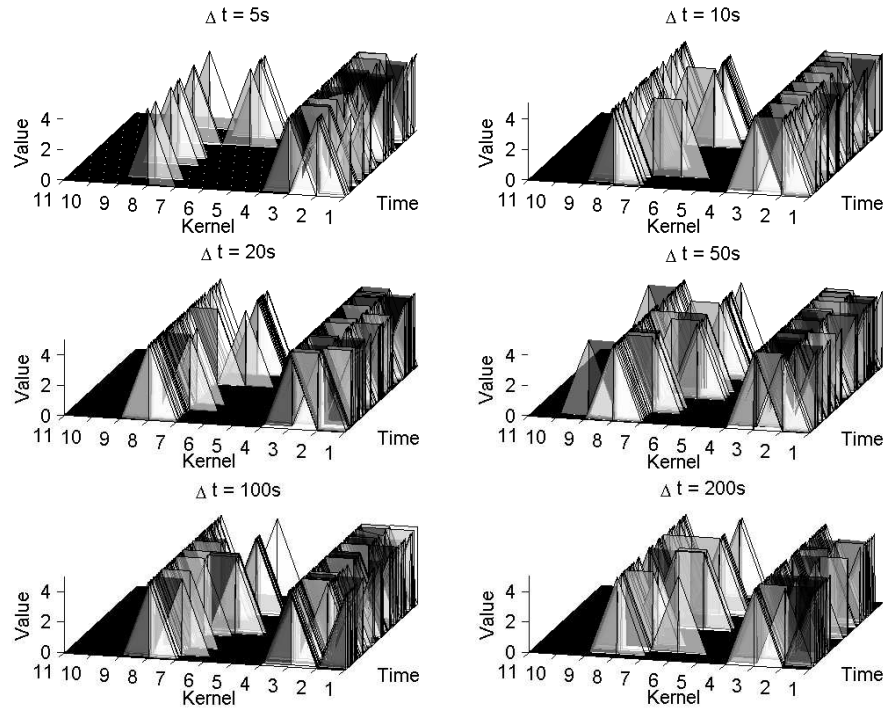 Δ t = 5s
Value
4
2
0
11 10 9 8 7 6 5 4 3 2 1
Kernel
Time
Δ t = 10s
Value
4
2
0
11 10 9 8 7 6 5 4 3 2 1
Kernel
Time
Δ t = 20s
Value
4
2
0
11 10 9 8 7 6 5 4 3 2 1
Kernel
Time
Δ t = 50s
Value
4
2
0
11 10 9 8 7 6 5 4 3 2 1
Kernel
Time
Δ t = 100s
Value
4
2
0
11 10 9 8 7 6 5 4 3 2 1
Kernel
Time
Δ t = 200s
Value
4
2
0
11 10 9 8 7 6 5 4 3 2 1
Kernel
Time